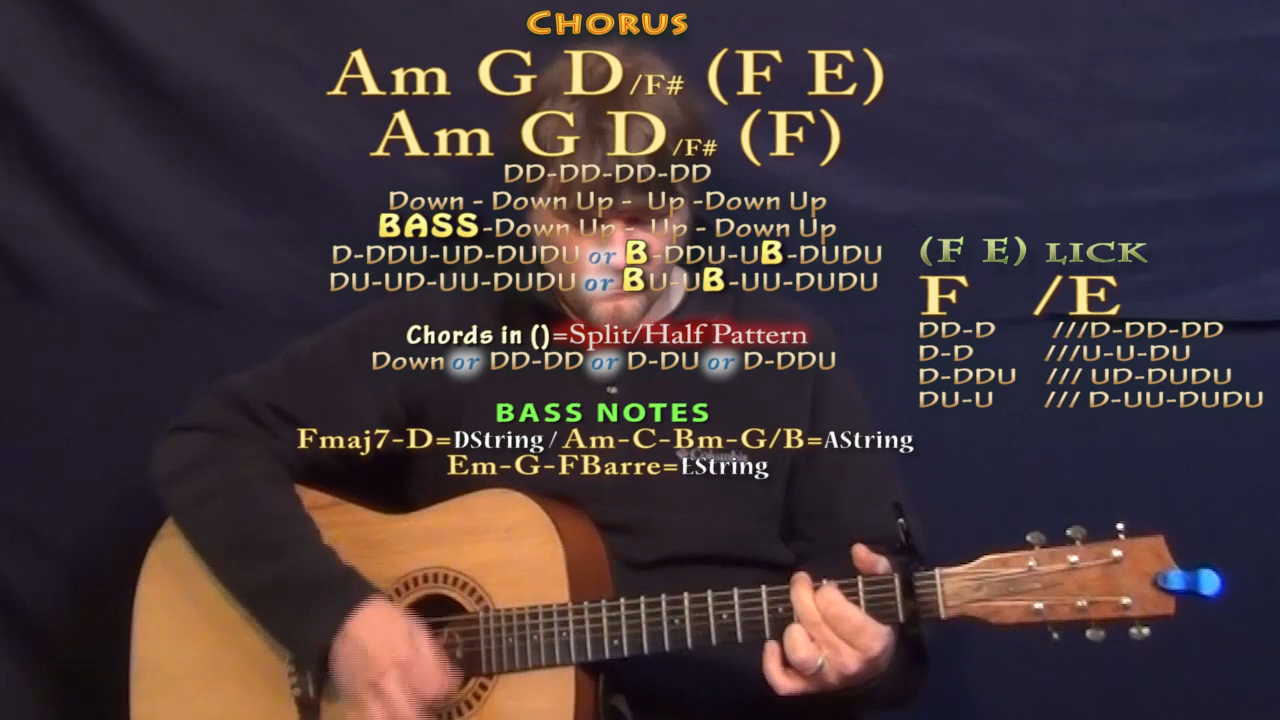 CHORUS
Am G D/F# (F E)
Am G D/F# (F)
DD-DD-DD-DD
Down - Down Up - Up -Down Up
BASS-Down Up - Up - Down Up
D-DDU-UD-DUDU or B-DDU-UB-DUDU
DU-UD-UU-DUDU or BU-UB-UU-DUDU
Chords in ()=Split/Half Pattern
Down or DD-DD or D-DU or D-DDU
BASS NOTES
Fmaj7-D=DString / Am-C-Bm-G/B=AString
Em-G-FBarre=EString
Columbia
(F E) LICK
F /E
DD-D ///D-DD-DD
D-D ///U-U-DU
D-DDU /// UD-DUDU
DU-U /// D-UU-DUDU